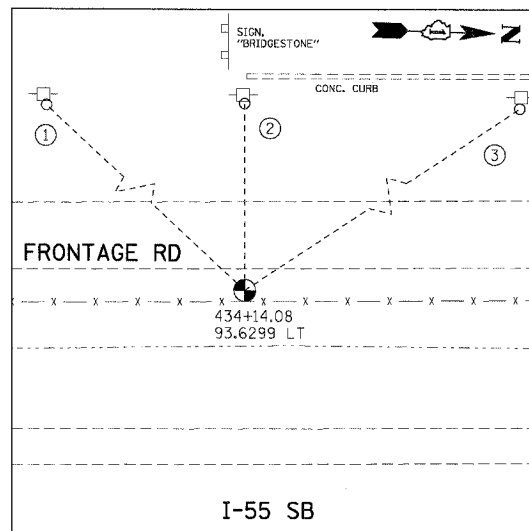 SIGN,
"BRIDGESTONE"
N
CONC. CURB
1
2
3
FRONTAGE RD
X X X X X X X X X X X X
434+14.08
93.6299 LT
I-55 SB